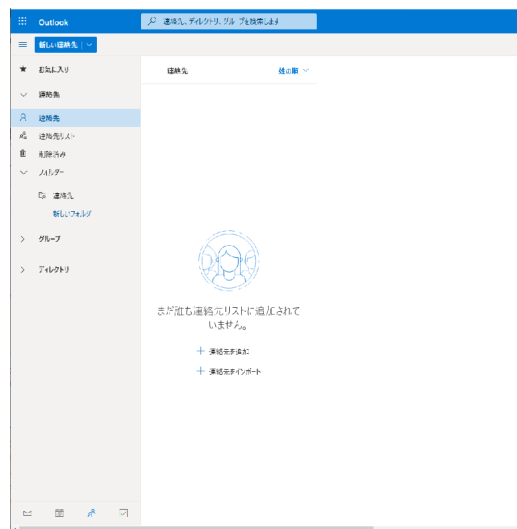 Outlook
連絡先、ディレクトリ、グループを検索します
新しい連絡先
お気に入り
連絡先
連絡先
連絡先リスト
削除済み
フォルダー
連絡先
新しいフォルダ
グループ
ディレクトリ
連絡先
姓の順
まだ誰も連絡先リストに追加されて
いません。
連絡先を追加
連絡先をインポート